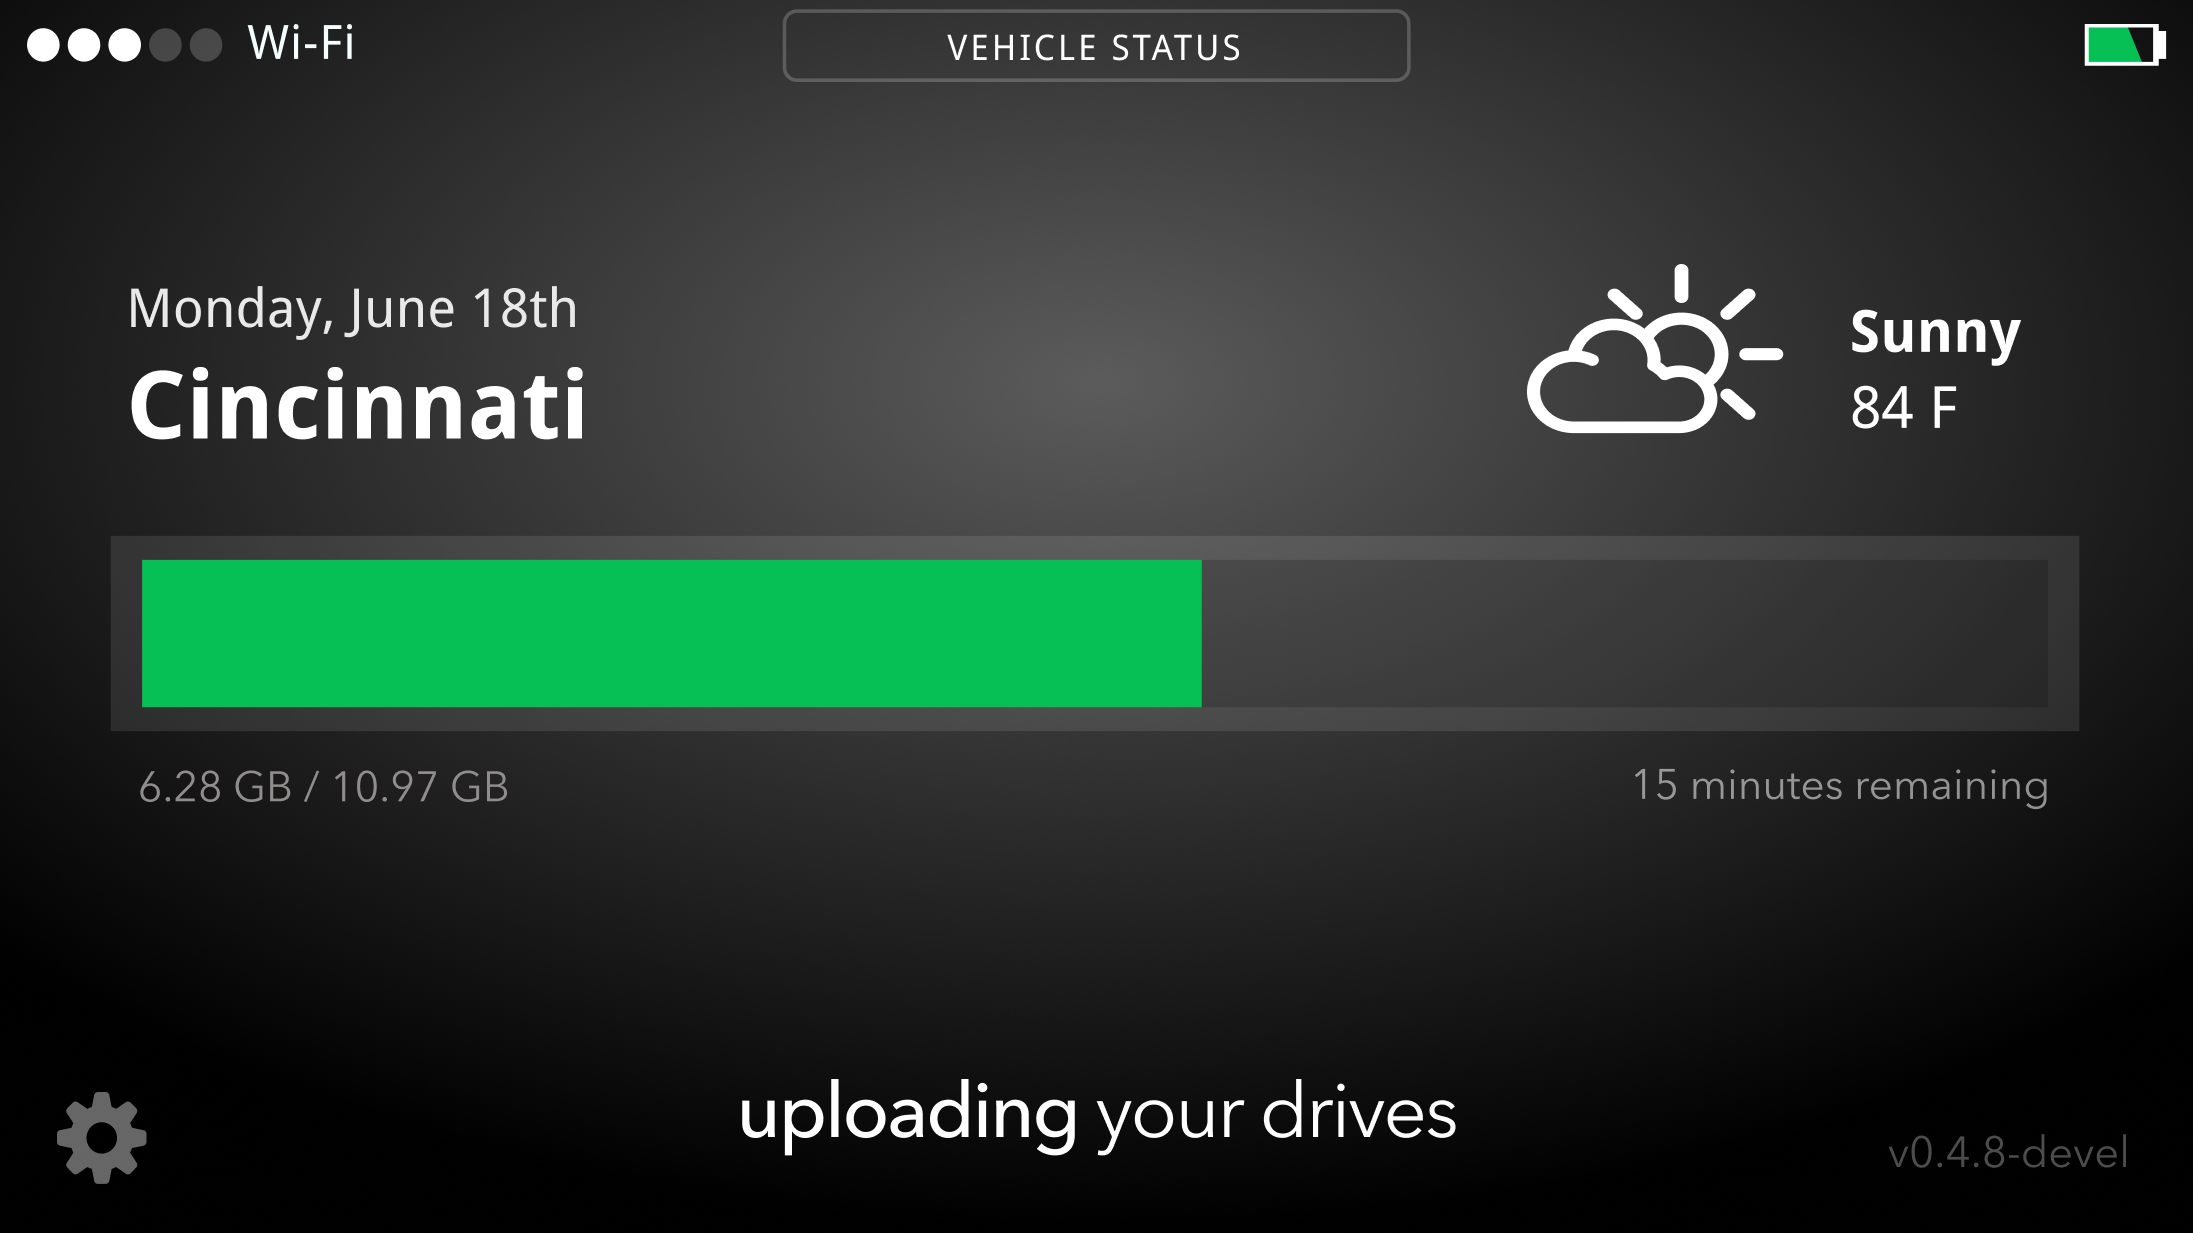 Wi-Fi
VEHICLE STATUS
Monday, June 18th
Cincinnati
Sunny
84 F
6.28 GB / 10.97 GB
15 minutes remaining
uploading your drives
v0.4.8-devel